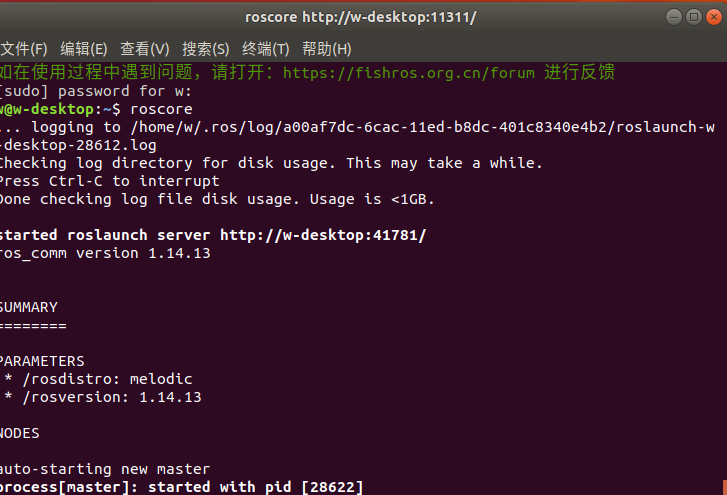 roscore http://w-desktop:11311/
文件(F) 编辑(E) 查看(V) 搜索(S) 终端(T) 帮助(H)
如在使用过程中遇到问题，请打开：https://fishros.org.cn/forum 进行反馈
[sudo] password for w:
w@w-desktop:~$ roscore
... logging to /home/w/.ros/log/a00af7dc-6cac-11ed-b8dc-401c8340e4b2/roslaunch-w
-desktop-28612.log
Checking log directory for disk usage. This may take a while.
Press Ctrl-C to interrupt
Done checking log file disk usage. Usage is <1GB.
started roslaunch server http://w-desktop:41781/
ros_comm version 1.14.13
SUMMARY
========
PARAMETERS
* /rosdistro: melodic
* /rosversion: 1.14.13
NODES
auto-starting new master
process[master]: started with pid [28622]